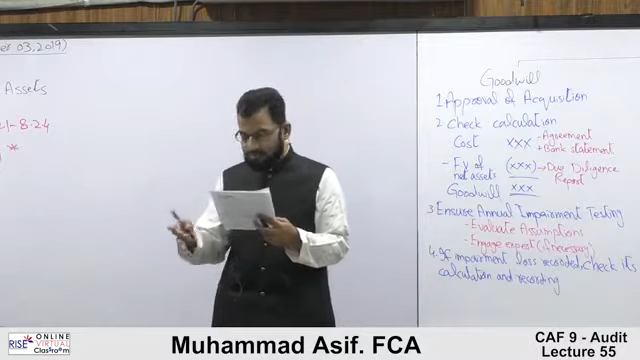 03, 2019)
Assets
21-8.24
*
Goodwill
1 Approval of Acquisition
2 Check calculation
Cost xxx - Agreement
+ Bank statement
- FV of net assets (xxx) → Due Diligence Report
Goodwill xxx
3 Ensure Annual Impairment Testing
- Evaluate Assumptions
- Engage expert (if necessary)
4. If impairment loss recorded, check its
calculation and recording
RISE ONLINE VIRTUAL Classroom
Muhammad Asif. FCA
CAF 9 - Audit
Lecture 55